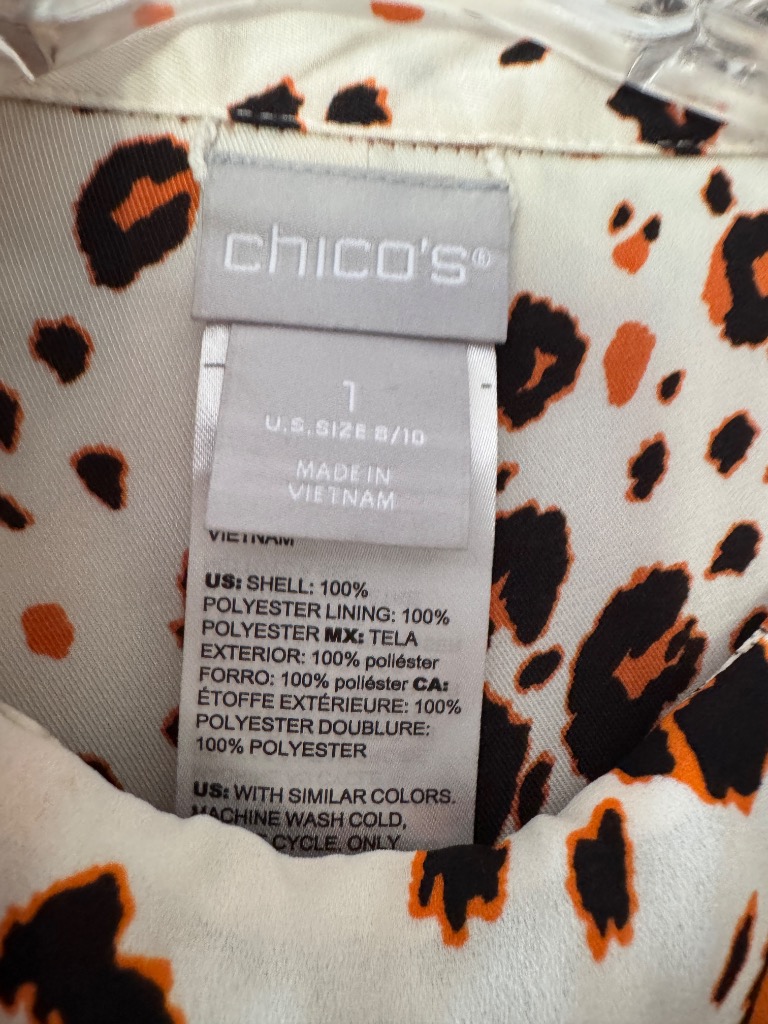 chico's®
1
U.S. SIZE 8/10
MADE IN
VIETNAM
VIETNAM
US: SHELL: 100%
POLYESTER LINING: 100%
POLYESTER MX: TELA
EXTERIOR: 100% poliéster
FORRO: 100% poliéster CA:
ÉTOFFE EXTÉRIEURE: 100%
POLYESTER DOUBLURE:
100% POLYESTER
US: WITH SIMILAR COLORS.
MACHINE WASH COLD,
CYCLE. ONLY